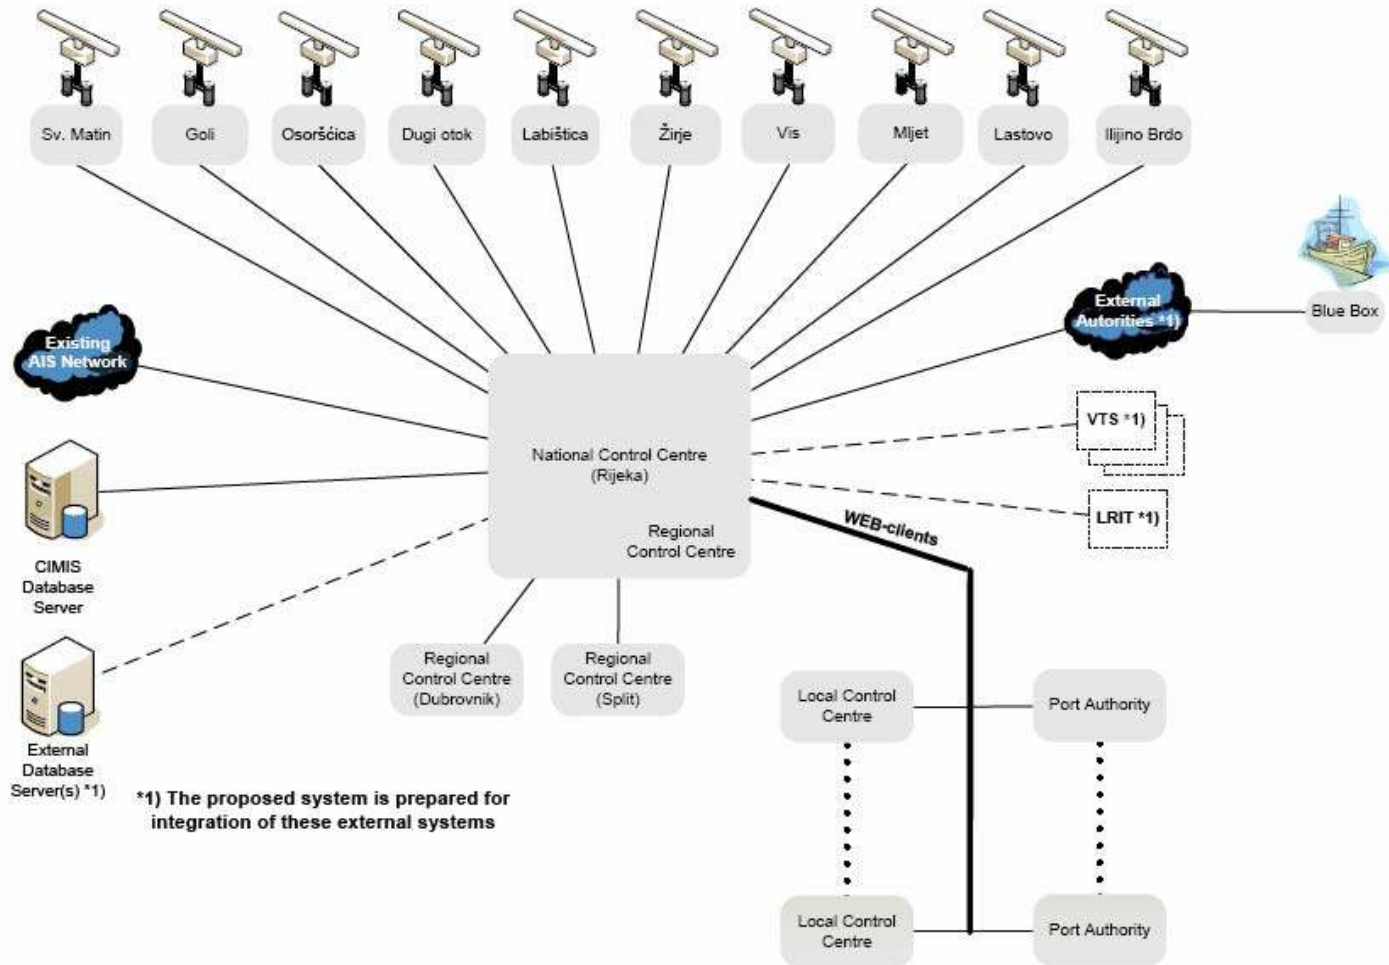 Sv. Matin
Goli
Osoršćica
Dugi otok
Labištica
Žirje
Vis
Mljet
Lastovo
Ilijino Brdo
Existing
AIS Network
External
Autorities *1)
Blue Box
VTS *1)
LRIT *1)
National Control Centre
(Rijeka)
Regional
Control Centre
WEB-clients
CIMIS
Database
Server
Regional
Control Centre
(Dubrovnik)
Regional
Control Centre
(Split)
Local Control
Centre
Port Authority
External
Database
Server(s) *1)
*1) The proposed system is prepared for
integration of these external systems
Local Control
Centre
Port Authority